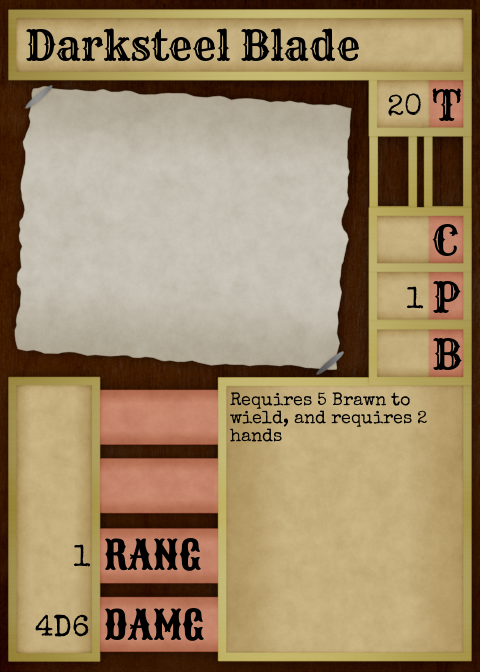 Darksteel Blade
20 T
C
1 P
B
Requires 5 Brawn to
wield, and requires 2
hands
1 RANG
4D6 DAMG